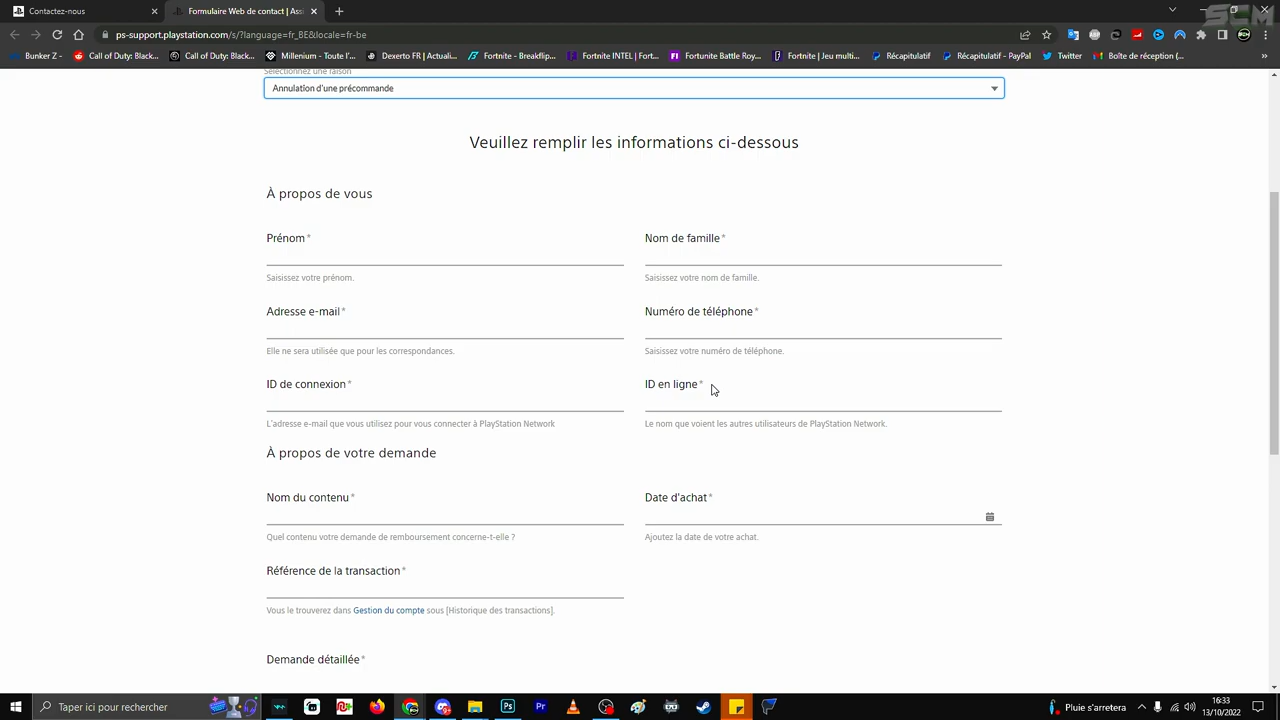 Contactez-nous
Formulaire Web de contact | Assi
ps-support.playstation.com/s/?language=fr_BE&locale=fr-be
SCM
Bunker Z -
Call of Duty: Black...
Call of Duty: Black...
Millenium - Toute l'...
Dexerto FR | Actuali...
Fortnite - Breakflip...
Fortnite INTEL | Fort...
Fortunite Battle Roy...
Fortnite | Jeu multi...
Récapitulatif
Récapitulatif - PayPal
Twitter
Boîte de réception (...
Sélectionnez une raison
Annulation d'une précommande
Veuillez remplir les informations ci-dessous
À propos de vous
Prénom*
Nom de famille*
Saisissez votre prénom.
Saisissez votre nom de famille.
Adresse e-mail*
Numéro de téléphone*
Elle ne sera utilisée que pour les correspondances.
Saisissez votre numéro de téléphone.
ID de connexion*
ID en ligne*
L'adresse e-mail que vous utilisez pour vous connecter à PlayStation Network
Le nom que voient les autres utilisateurs de PlayStation Network.
À propos de votre demande
Nom du contenu*
Date d'achat*
Quel contenu votre demande de remboursement concerne-t-elle ?
Ajoutez la date de votre achat.
Référence de la transaction*
Vous le trouverez dans Gestion du compte sous [Historique des transactions].
Demande détaillée*
Taper ici pour rechercher
Pluie s'arretera
16:33
13/10/2022